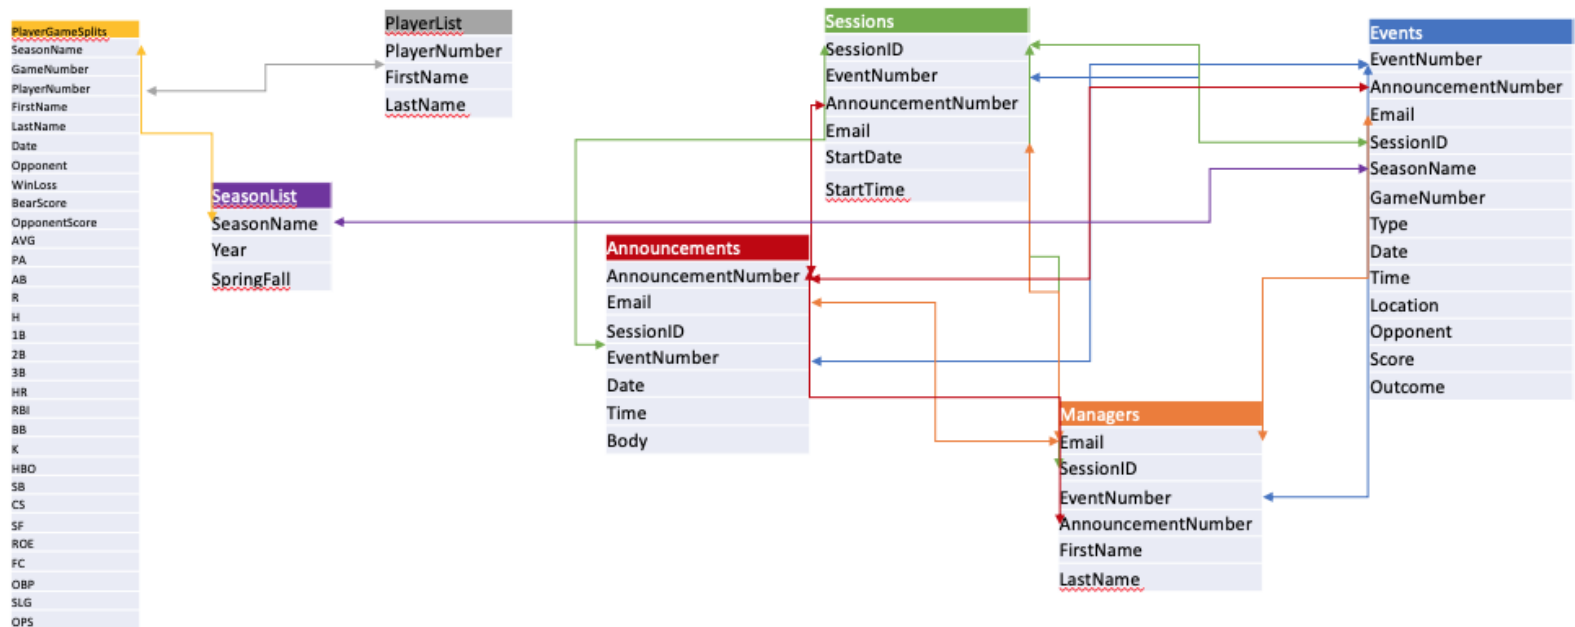 PlayerGameSplits
SeasonName
GameNumber
PlayerNumber
FirstName
LastName
Date
Opponent
WinLoss
BearScore
OpponentScore
AVG
PA
AB
R
H
1B
2B
3B
HR
RBI
BB
K
HBO
SB
CS
SF
ROE
FC
OBP
SLG
OPS
PlayerList
PlayerNumber
FirstName
LastName
SeasonList
SeasonName
Year
SpringFall
Sessions
SessionID
EventNumber
AnnouncementNumber
Email
StartDate
StartTime
Announcements
AnnouncementNumber
Email
SessionID
EventNumber
Date
Time
Body
Managers
Email
SessionID
EventNumber
AnnouncementNumber
FirstName
LastName
Events
EventNumber
AnnouncementNumber
Email
SessionID
SeasonName
GameNumber
Type
Date
Time
Location
Opponent
Score
Outcome